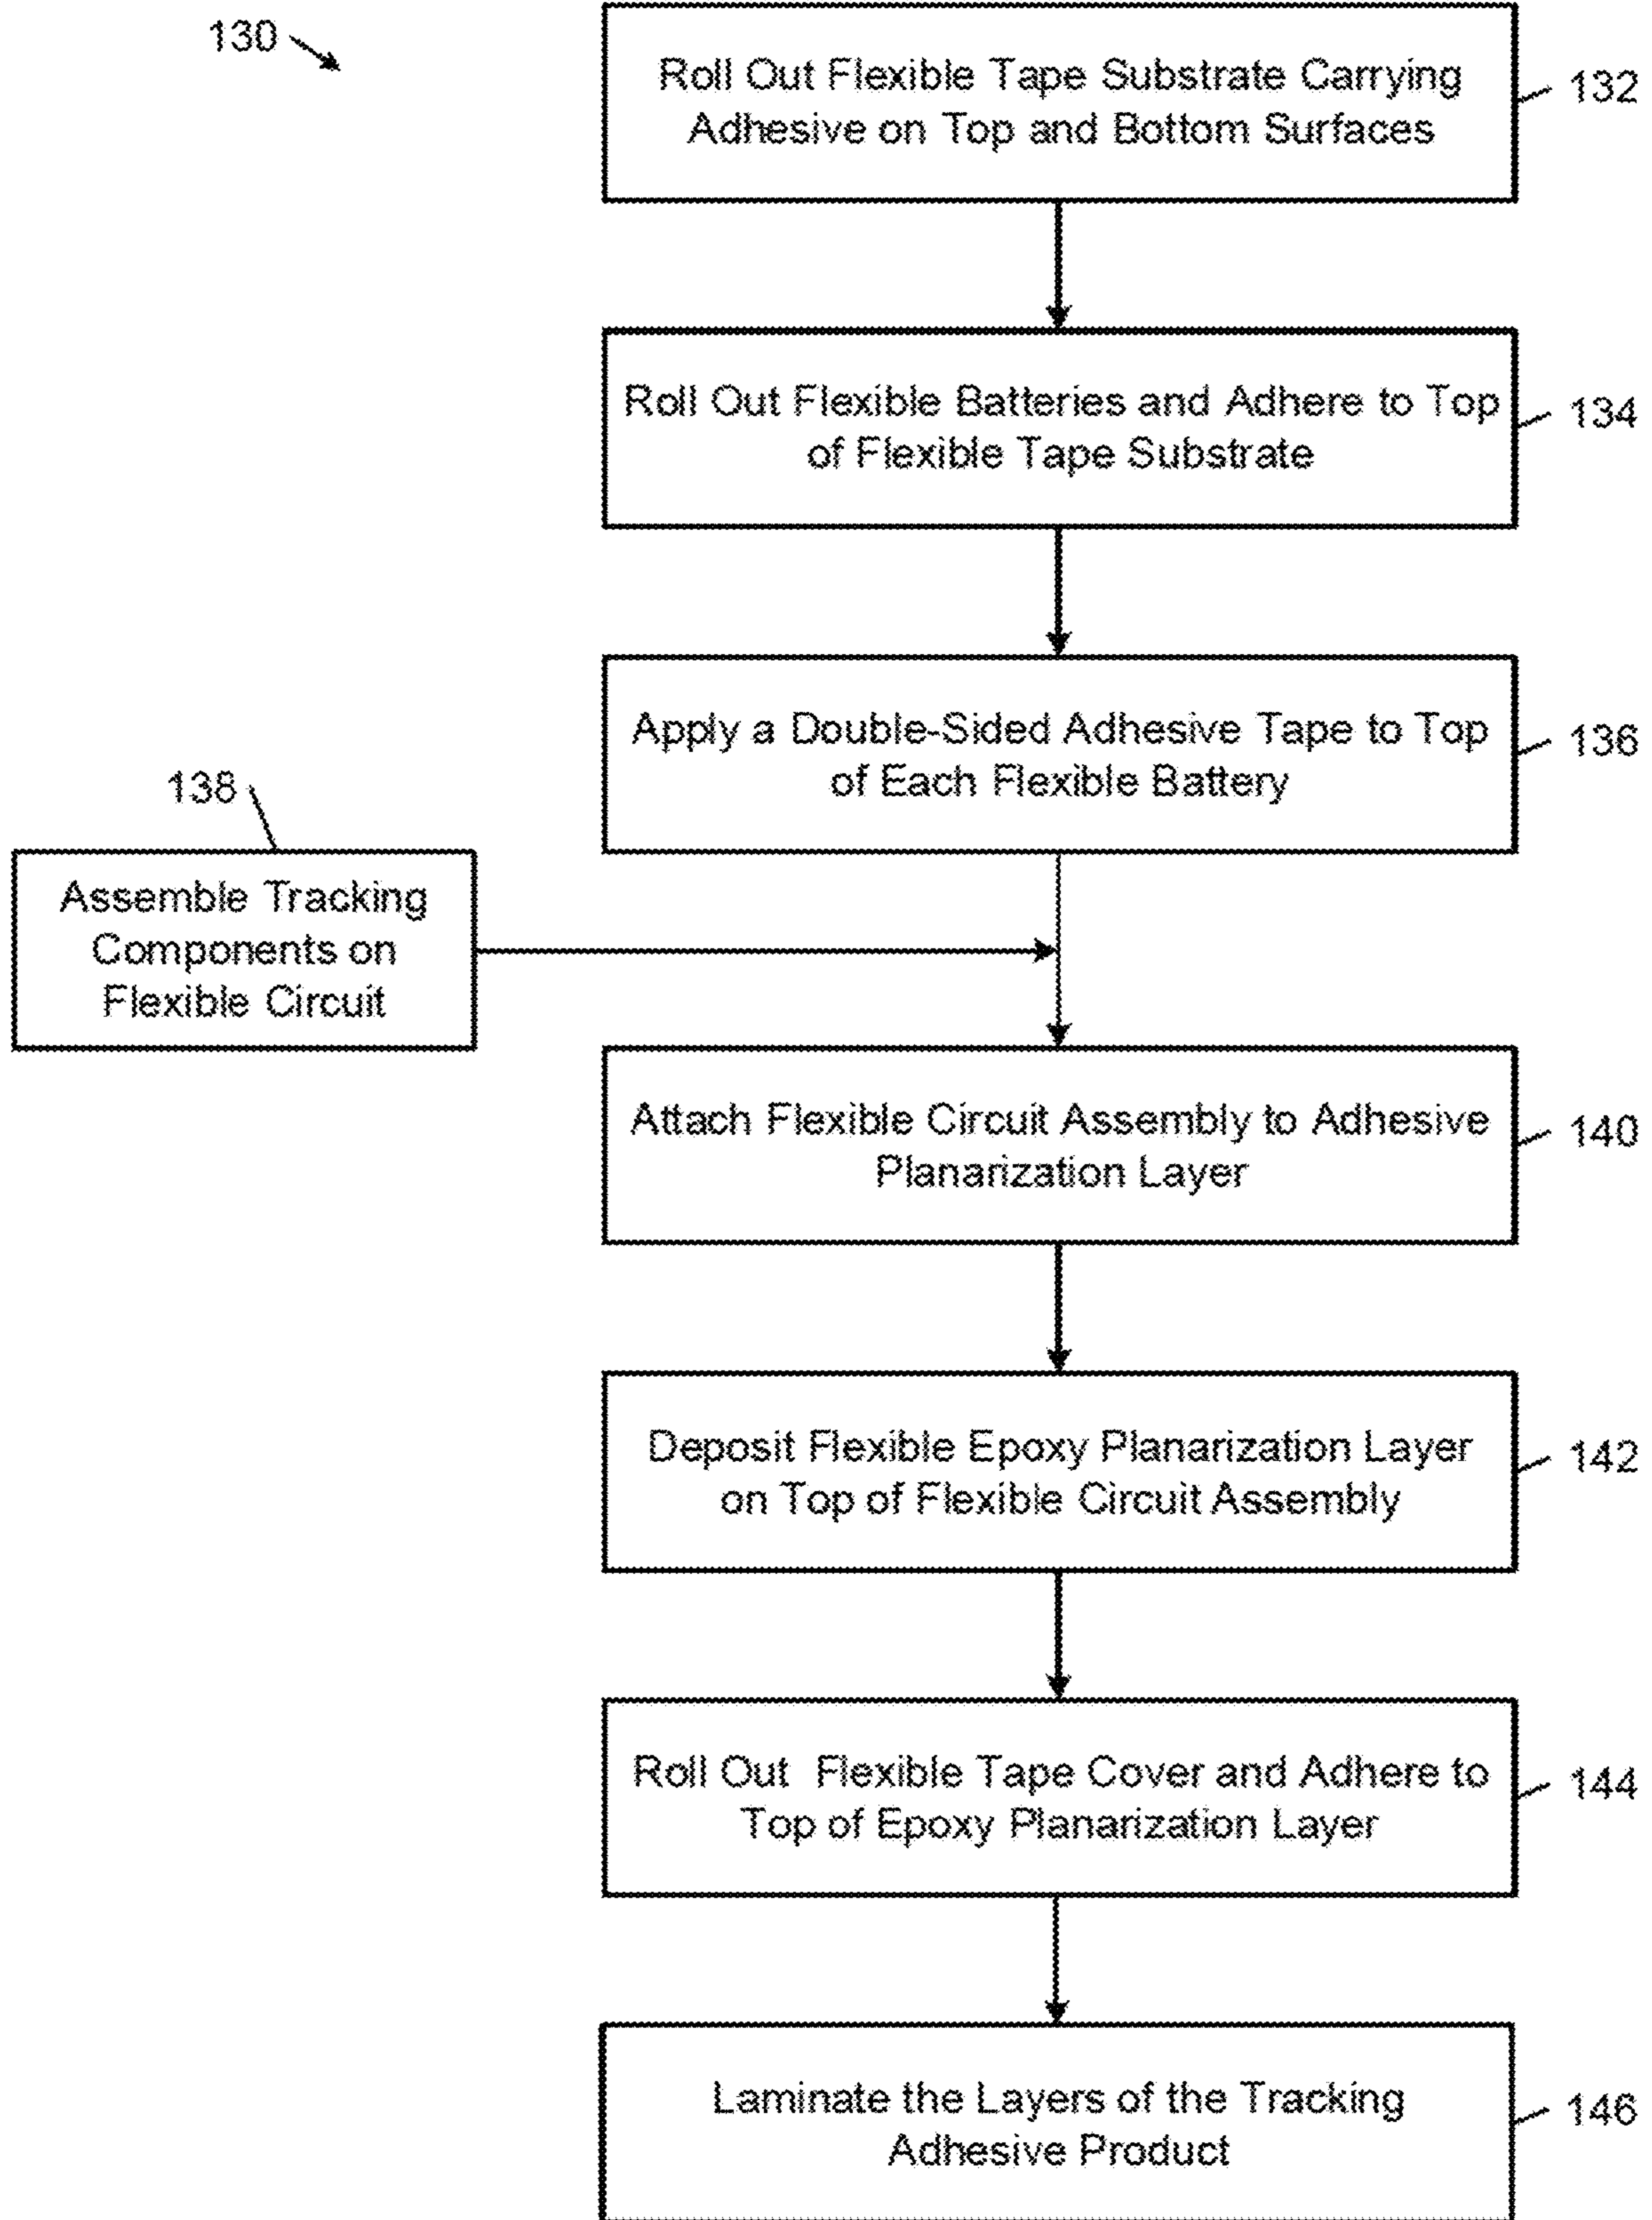 130
Roll Out Flexible Tape Substrate Carrying
Adhesive on Top and Bottom Surfaces
132
Roll Out Flexible Batteries and Adhere to Top
of Flexible Tape Substrate
134
Apply a Double-Sided Adhesive Tape to Top
of Each Flexible Battery
136
138
Assemble Tracking
Components on
Flexible Circuit
Attach Flexible Circuit Assembly to Adhesive
Planarization Layer
140
Deposit Flexible Epoxy Planarization Layer
on Top of Flexible Circuit Assembly
142
Roll Out Flexible Tape Cover and Adhere to
Top of Epoxy Planarization Layer
144
Laminate the Layers of the Tracking
Adhesive Product
146